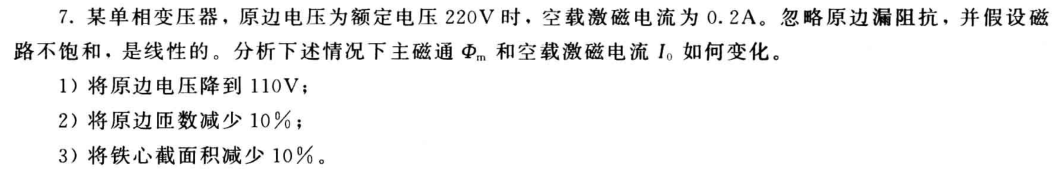 7. 某单相变压器，原边电压为额定电压 220V 时，空载激磁电流为 0.2A。忽略原边漏阻抗，并假设磁
路不饱和，是线性的。分析下述情况下主磁通 Φₘ 和空载激磁电流 I₀ 如何变化。
1）将原边电压降到 110V；
2）将原边匝数减少 10％；
3）将铁心截面积减少 10％。